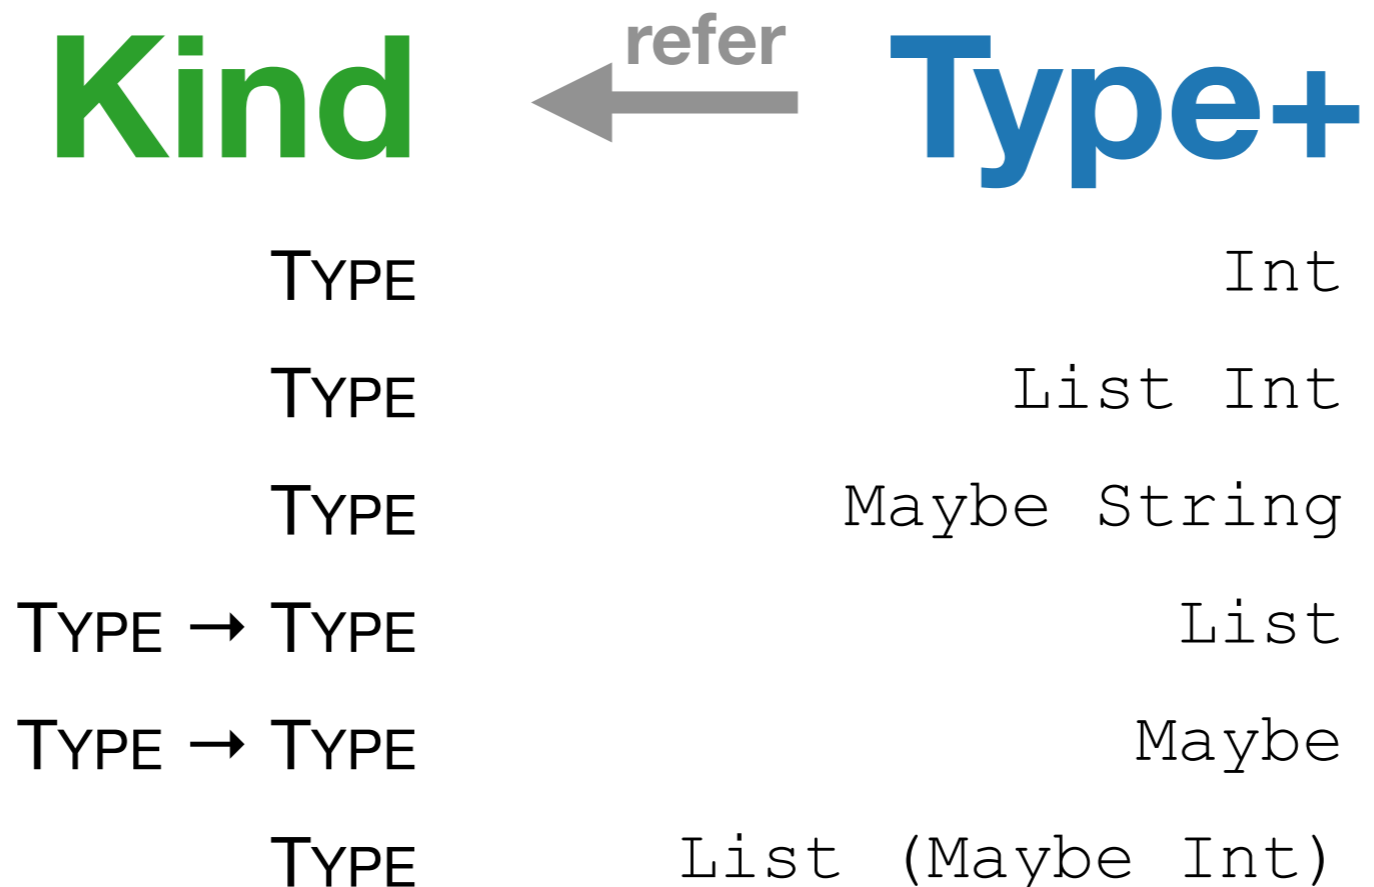 Kind refer Type+
TYPE Int
TYPE List Int
TYPE Maybe String
TYPE → TYPE List
TYPE → TYPE Maybe
TYPE List (Maybe Int)